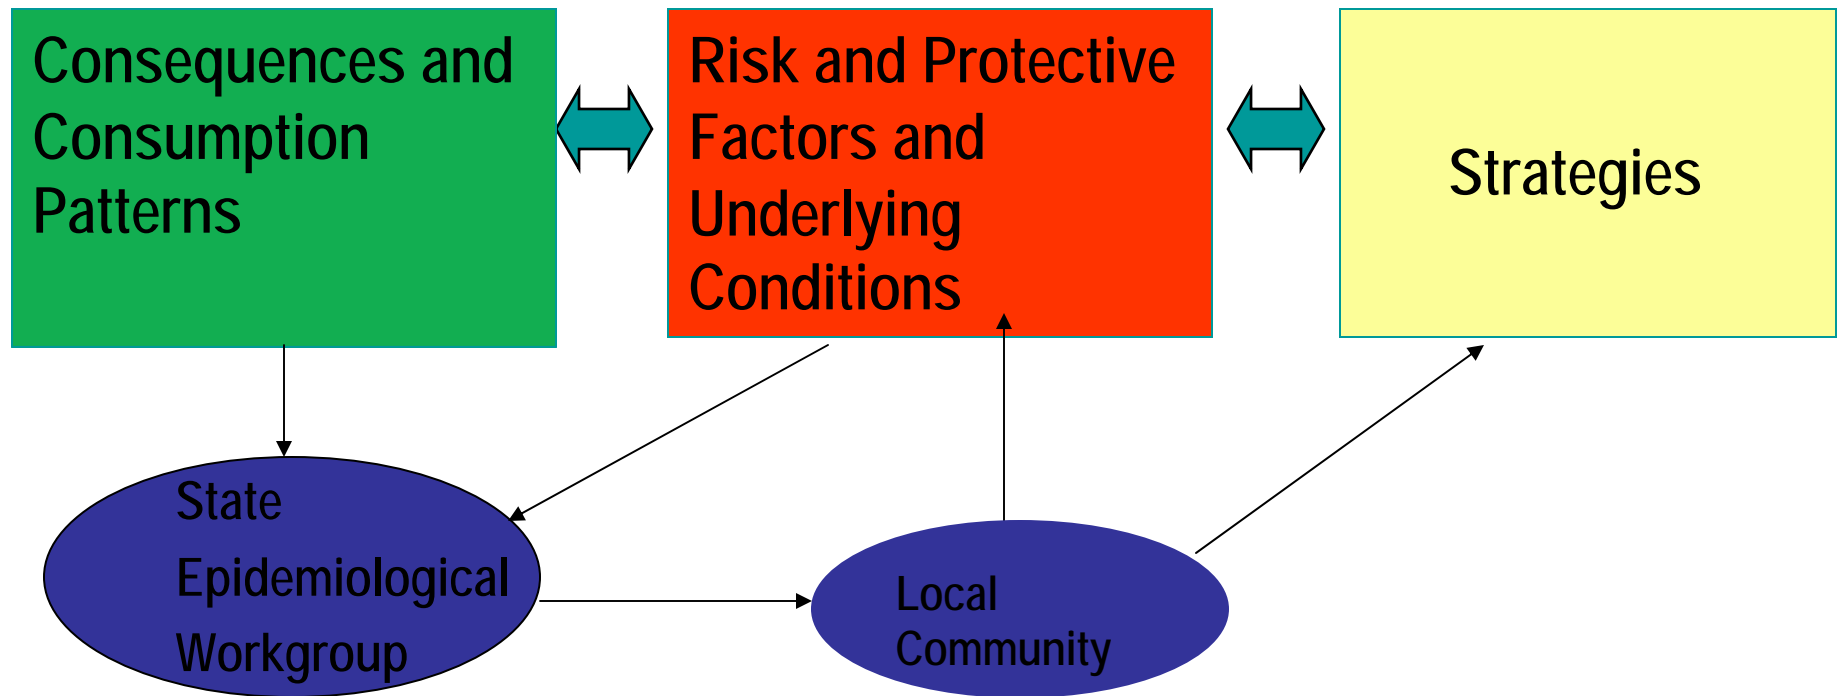 Consequences and
Consumption
Patterns
Risk and Protective
Factors and
Underlying
Conditions
Strategies
State
Epidemiological
Workgroup
Local
Community